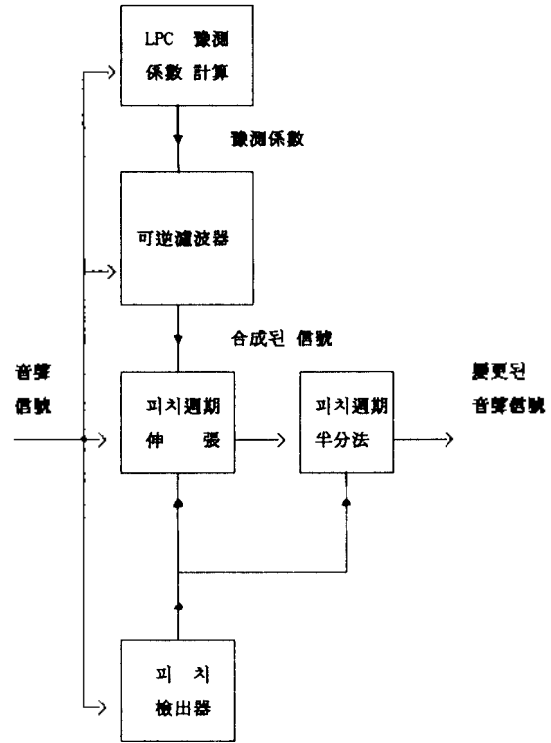 LPC 豫測
係數 計算
豫測係數
可逆濾波器
合成된 信號
音聲
信號
피치週期
伸 張
피치週期
半分法
變更된
音聲信號
피 치
檢出器